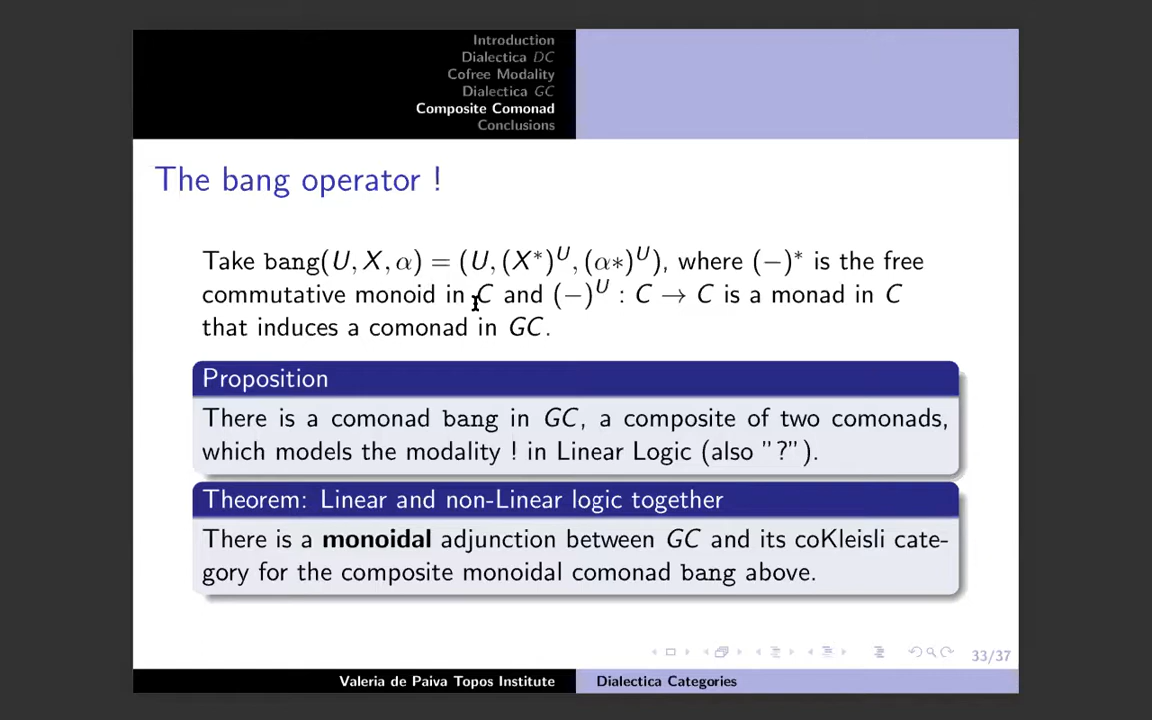 Introduction
Dialectica DC
Cofree Modality
Dialectica GC
Composite Comonad
Conclusions
The bang operator !
Take bang(U, X, α) = (U, (X*)^U, (α*)^U), where (−)* is the free
commutative monoid in C and (−)^U : C → C is a monad in C
that induces a comonad in GC.
Proposition
There is a comonad bang in GC, a composite of two comonads,
which models the modality ! in Linear Logic (also "?").
Theorem: Linear and non-Linear logic together
There is a monoidal adjunction between GC and its coKleisli cate-
gory for the composite monoidal comonad bang above.
33/37
Valeria de Paiva Topos Institute
Dialectica Categories